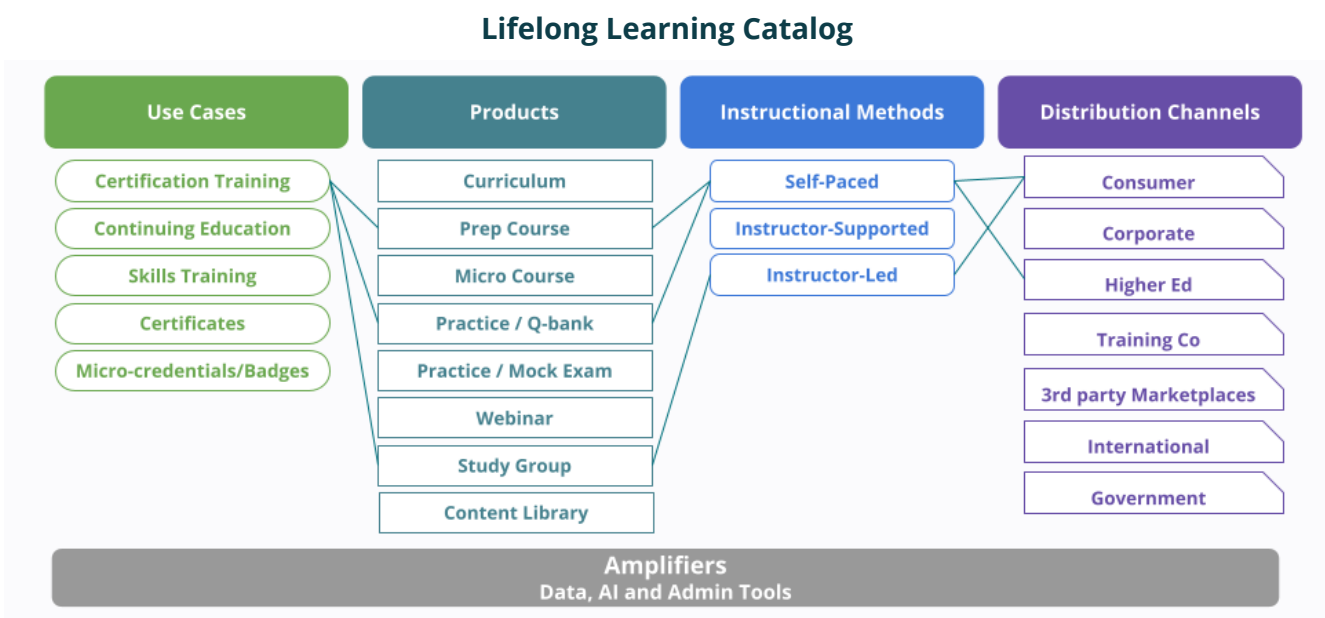 Lifelong Learning Catalog
Use Cases
Products
Instructional Methods
Distribution Channels
Certification Training
Continuing Education
Skills Training
Certificates
Micro-credentials/Badges
Curriculum
Prep Course
Micro Course
Practice / Q-bank
Practice / Mock Exam
Webinar
Study Group
Content Library
Self-Paced
Instructor-Supported
Instructor-Led
Consumer
Corporate
Higher Ed
Training Co
3rd party Marketplaces
International
Government
Amplifiers
Data, AI and Admin Tools